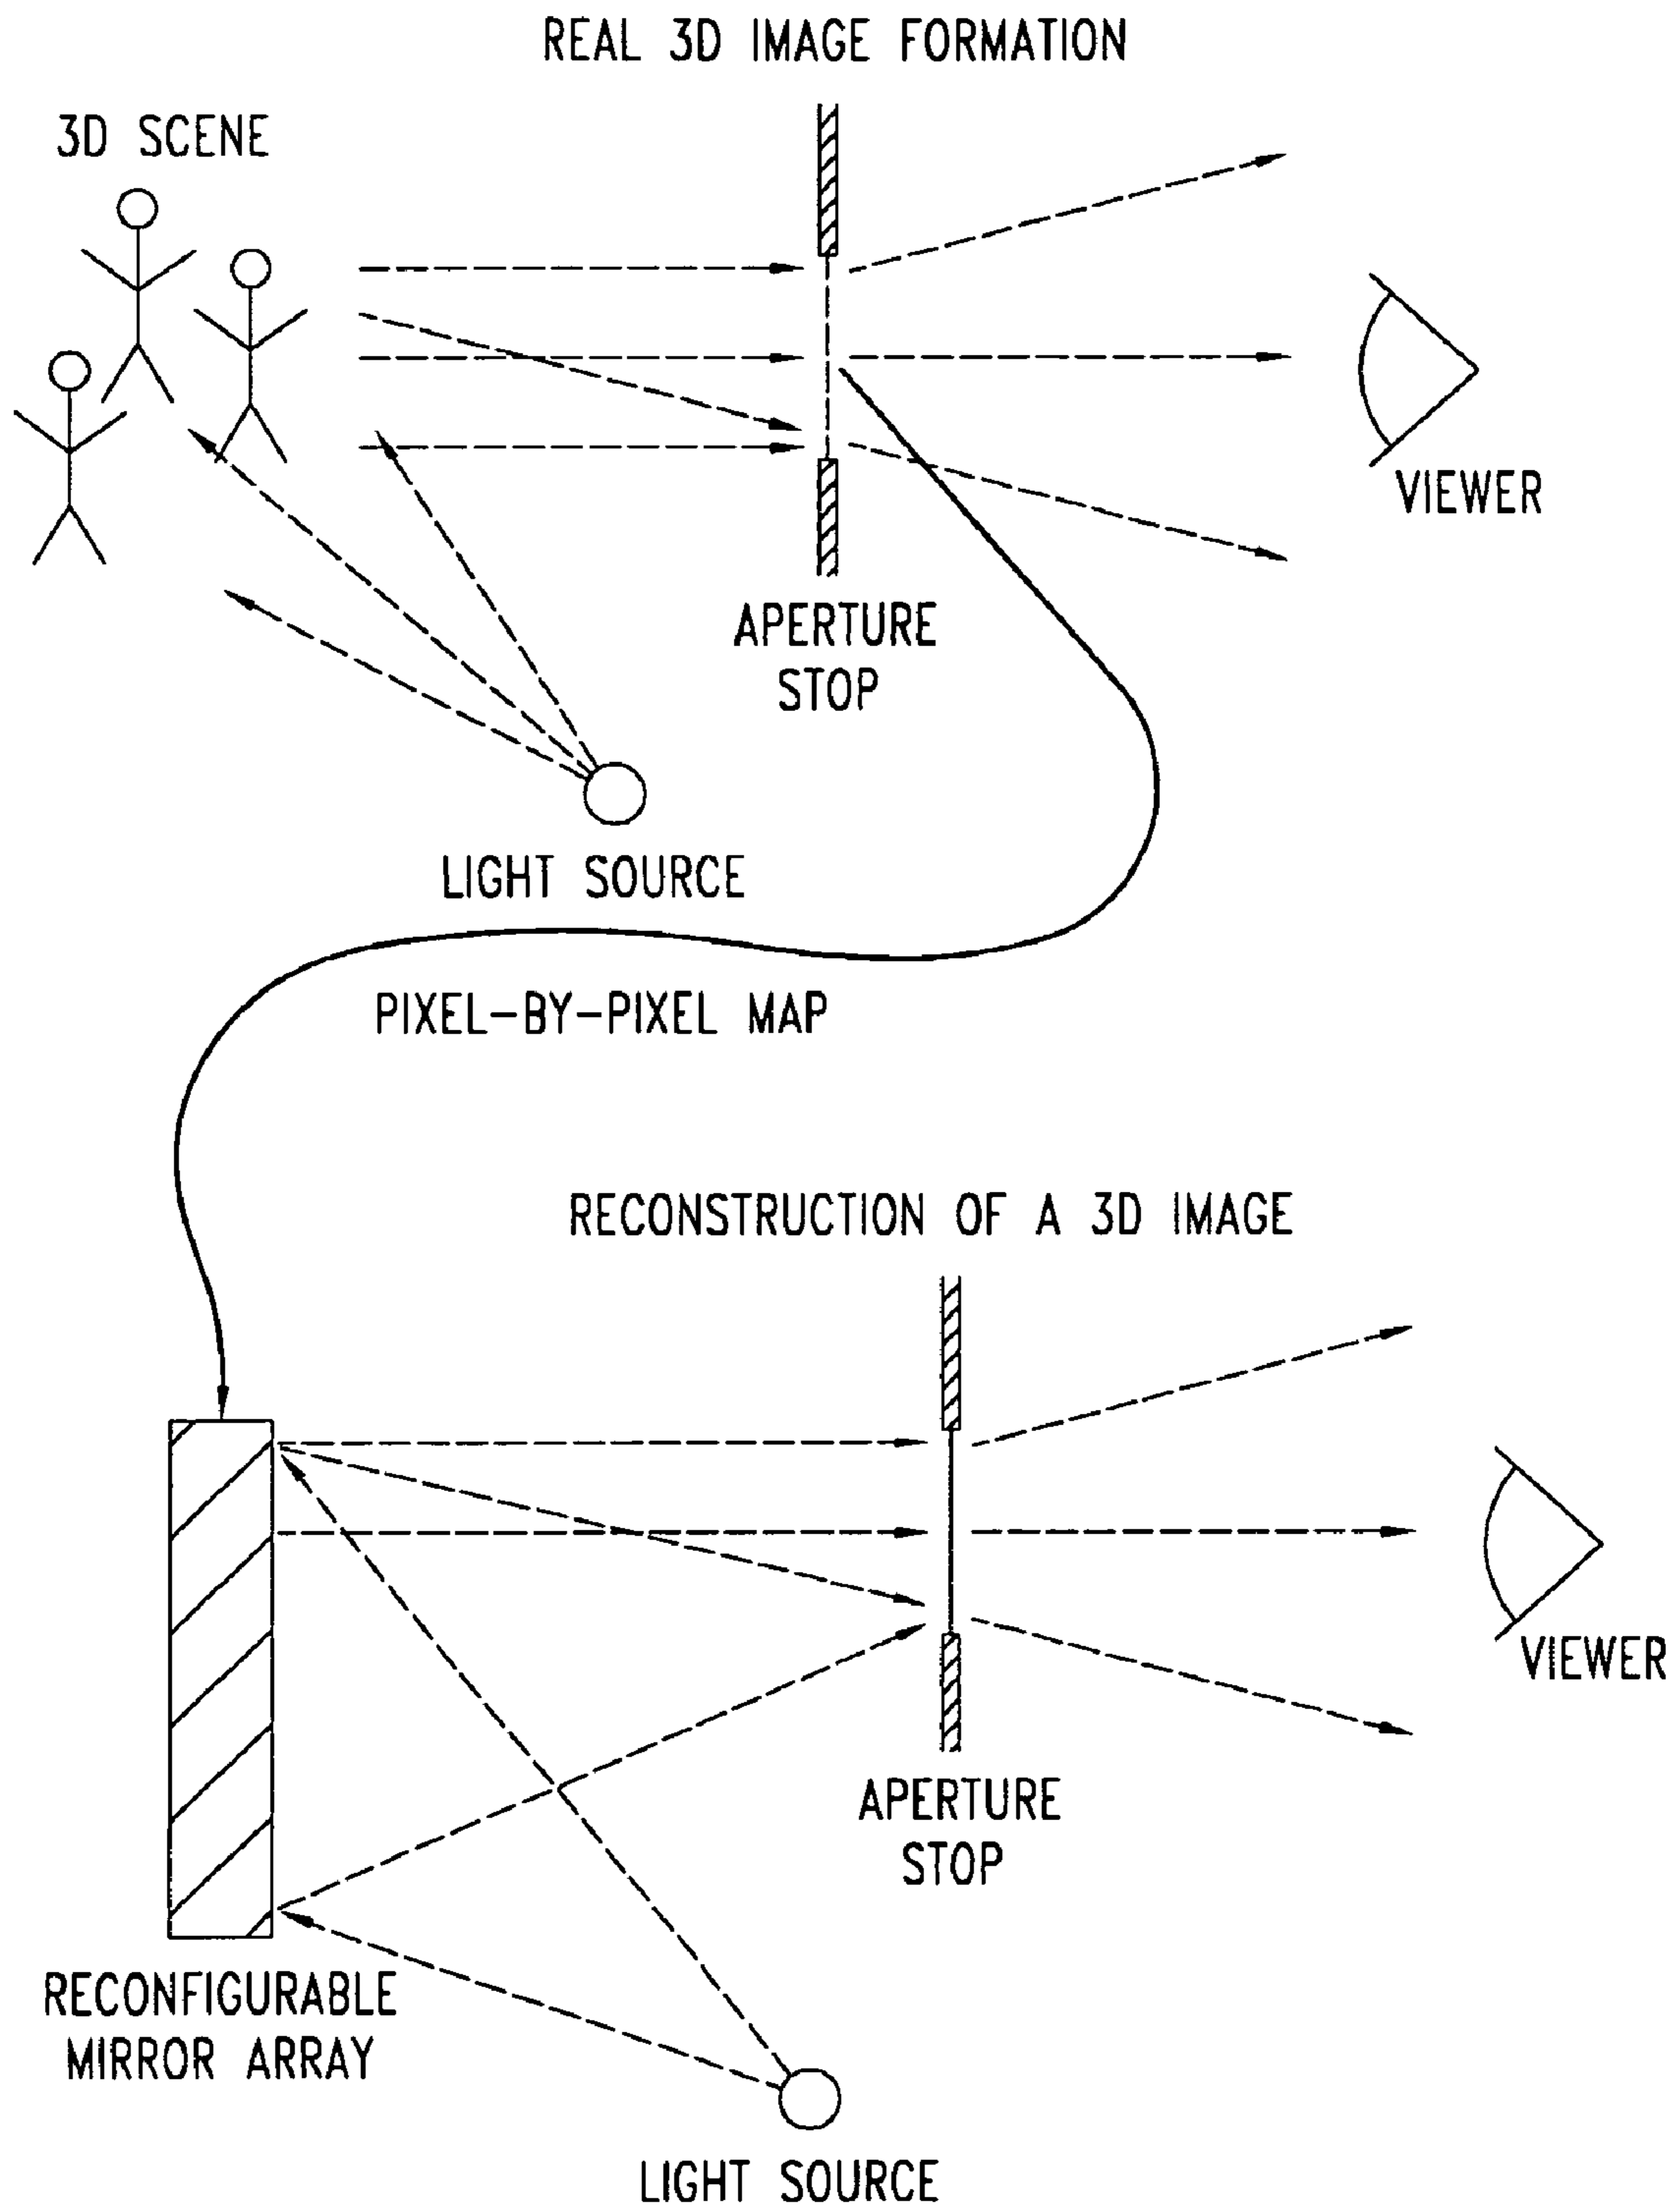 REAL 3D IMAGE FORMATION
3D SCENE
VIEWER
APERTURE
STOP
LIGHT SOURCE
PIXEL-BY-PIXEL MAP
RECONSTRUCTION OF A 3D IMAGE
VIEWER
APERTURE
STOP
RECONFIGURABLE
MIRROR ARRAY
LIGHT SOURCE